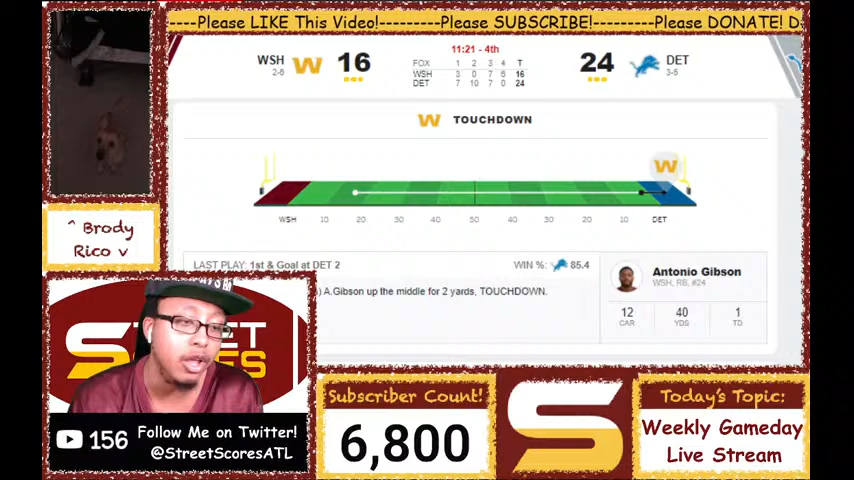 ----Please LIKE This Video!---------Please SUBSCRIBE!---------Please DONATE! D
11:21 - 4th
WSH
2-6
W
16
FOX 1 2 3 4 T
WSH 3 0 7 6 16
DET 7 10 7 0 24
24
DET
3-5
W TOUCHDOWN
W
WSH 10 20 30 40 50 40 30 20 10 DET
LAST PLAY: 1st & Goal at DET 2
WIN %: 85.4
) A.Gibson up the middle for 2 yards, TOUCHDOWN.
Antonio Gibson
WSH, RB, #24
12 40 1
CAR YDS TD
^ Brody
Rico v
156
Follow Me on Twitter!
@StreetScoresATL
Subscriber Count!
6,800
S
Today's Topic:
Weekly Gameday
Live Stream